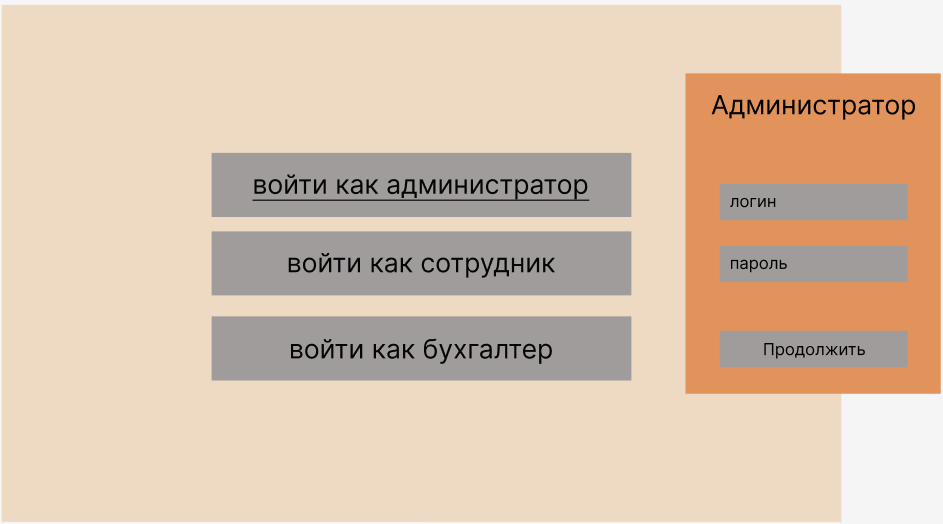 войти как администратор
войти как сотрудник
войти как бухгалтер
Администратор
логин
пароль
Продолжить